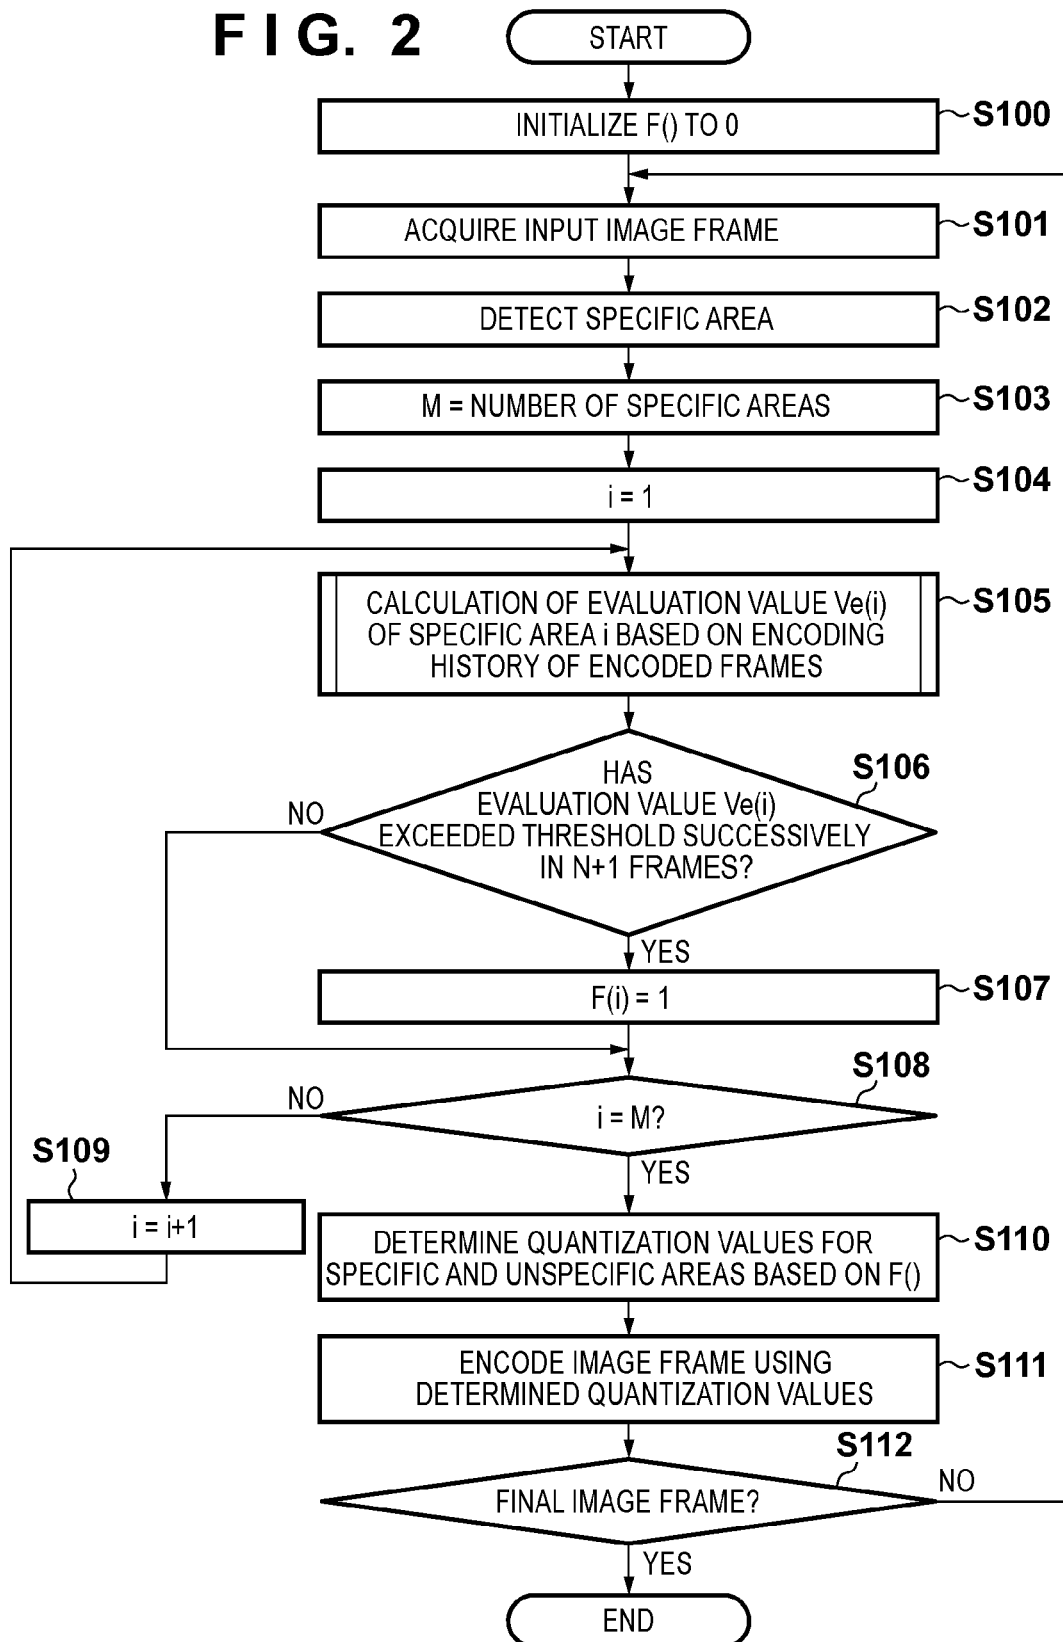 FIG. 2
START
INITIALIZE F() TO 0
S100
ACQUIRE INPUT IMAGE FRAME
S101
DETECT SPECIFIC AREA
S102
M = NUMBER OF SPECIFIC AREAS
S103
i = 1
S104
CALCULATION OF EVALUATION VALUE Ve(i)
OF SPECIFIC AREA i BASED ON ENCODING
HISTORY OF ENCODED FRAMES
S105
HAS
EVALUATION VALUE Ve(i)
EXCEEDED THRESHOLD SUCCESSIVELY
IN N+1 FRAMES?
S106
NO
YES
F(i) = 1
S107
i = M?
S108
NO
YES
S109
i = i+1
DETERMINE QUANTIZATION VALUES FOR
SPECIFIC AND UNSPECIFIC AREAS BASED ON F()
S110
ENCODE IMAGE FRAME USING
DETERMINED QUANTIZATION VALUES
S111
FINAL IMAGE FRAME?
S112
NO
YES
END